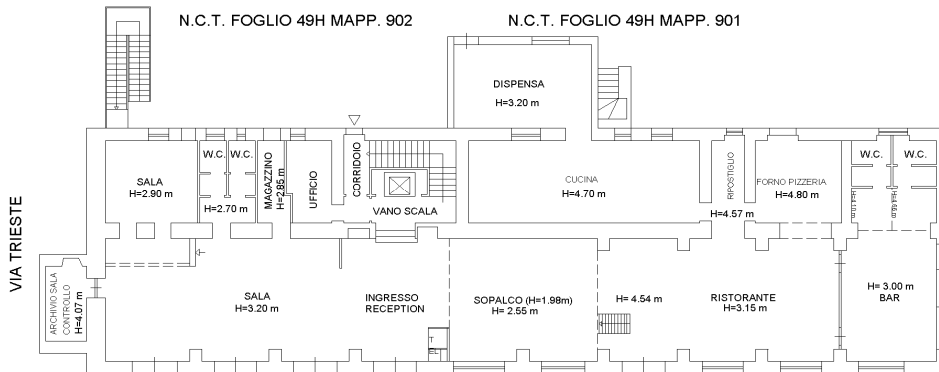 N.C.T. FOGLIO 49H MAPP. 902
N.C.T. FOGLIO 49H MAPP. 901
DISPENSA
H=3.20 m
W.C.
W.C.
W.C.
W.C.
SALA
H=2.90 m
H=2.70 m
MAGAZZINO
H=2.85 m
UFFICIO
CORRIDOIO
VANO SCALA
CUCINA
H=4.70 m
RIPOSTIGLIO
H=4.57 m
FORNO PIZZERIA
H=4.80 m
VIA TRIESTE
ARCHIVIO SALA
CONTROLLO
H=4.07 m
SALA
H=3.20 m
INGRESSO
RECEPTION
T
EL
SOPALCO (H=1.98m)
H= 2.55 m
H= 4.54 m
RISTORANTE
H=3.15 m
H= 3.00 m
BAR